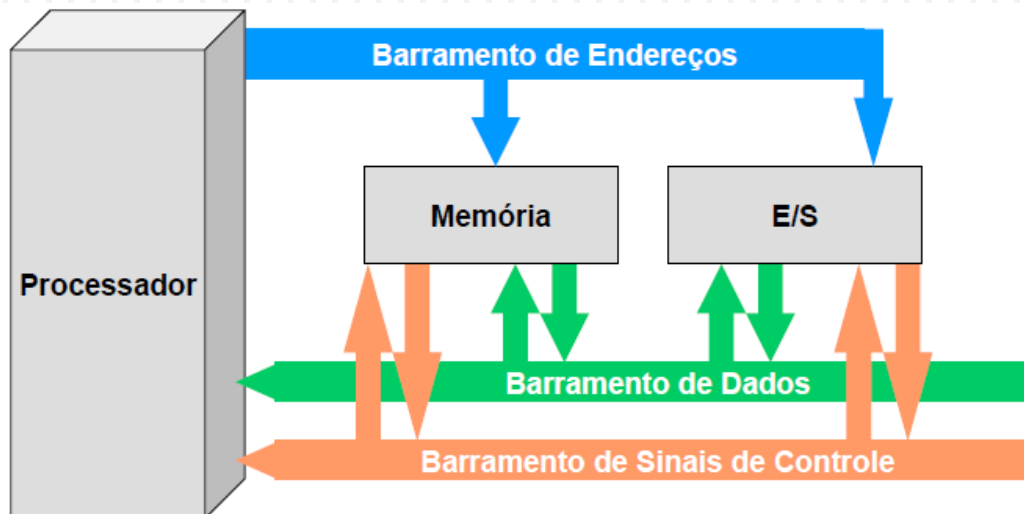 Barramento de Endereços
Memória
E/S
Processador
Barramento de Dados
Barramento de Sinais de Controle